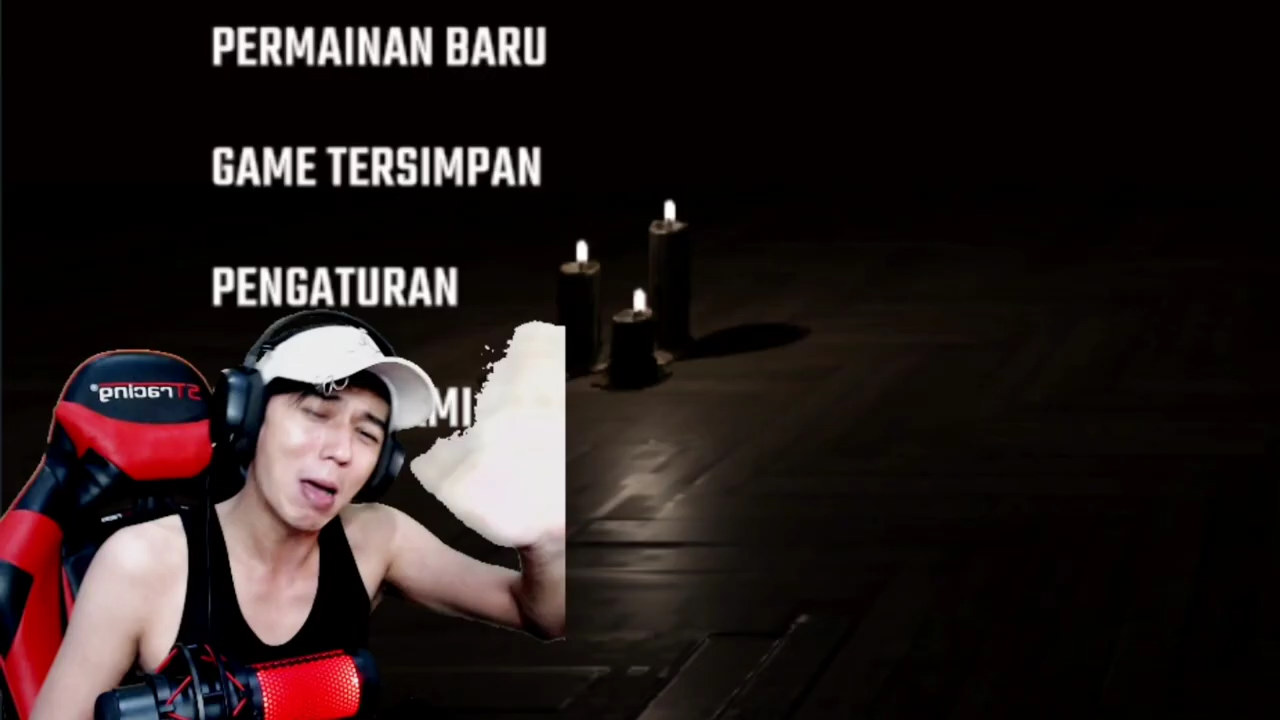 PERMAINAN BARU
GAME TERSIMPAN
PENGATURAN
STracing